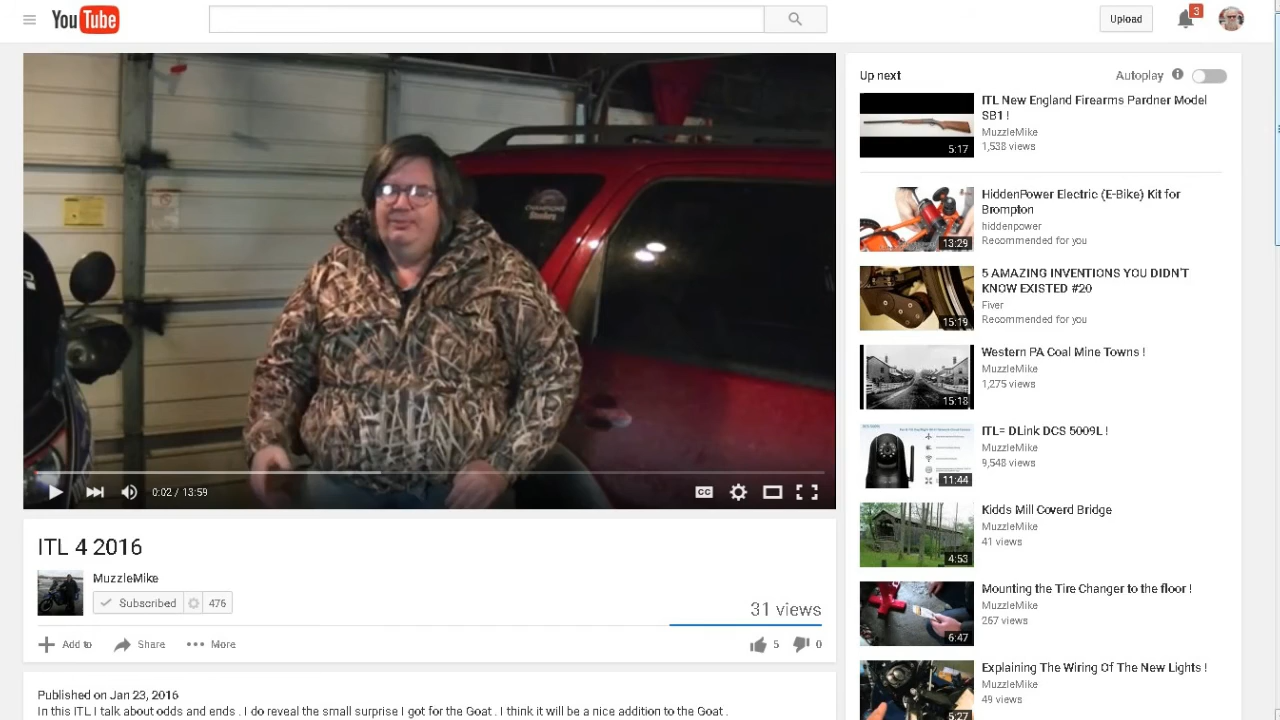 YouTube
Upload
3
Up next
Autoplay
ITL New England Firearms Pardner Model
SB1 !
MuzzleMike
1,538 views
5:17
HiddenPower Electric (E-Bike) Kit for
Brompton
hiddenpower
Recommended for you
13:29
5 AMAZING INVENTIONS YOU DIDN'T
KNOW EXISTED #20
Fiver
Recommended for you
15:19
Western PA Coal Mine Towns !
MuzzleMike
1,275 views
15:18
ITL= DLink DCS 5009L !
MuzzleMike
9,548 views
11:44
Kidds Mill Coverd Bridge
MuzzleMike
41 views
4:53
Mounting the Tire Changer to the floor !
MuzzleMike
267 views
6:47
Explaining The Wiring Of The New Lights !
MuzzleMike
49 views
5:27
0:02 / 13:59
CC
ITL 4 2016
MuzzleMike
Subscribed 476
31 views
Add to Share More
5 0
Published on Jan 23, 2016
In this ITL I talk about odds and ends . I do reveal the small surprise I got for the Goat . I think it will be a nice addition to the Goat .